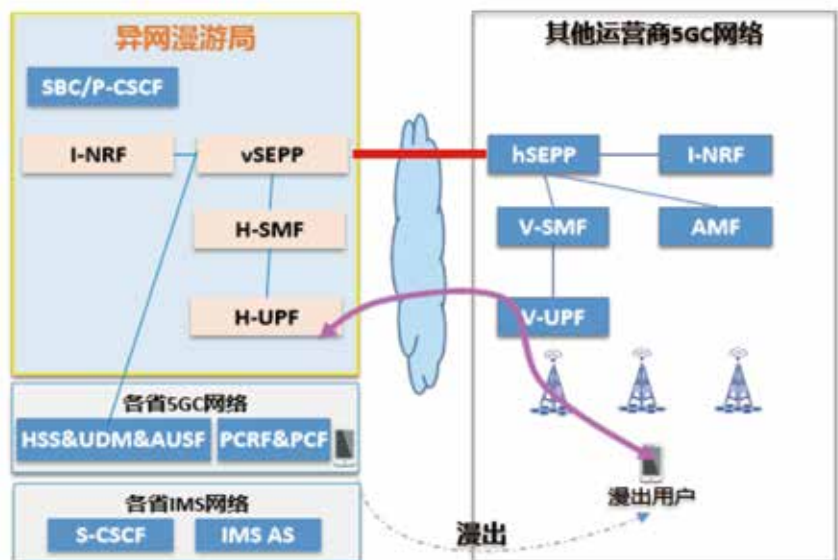 异网漫游局
SBC/P-CSCF
I-NRF
vSEPP
H-SMF
H-UPF
各省5GC网络
HSS&UDM&AUSF
PCRF&PCF
各省IMS网络
S-CSCF
IMS AS
漫出
其他运营商5GC网络
hSEPP
I-NRF
V-SMF
AMF
V-UPF
漫出用户